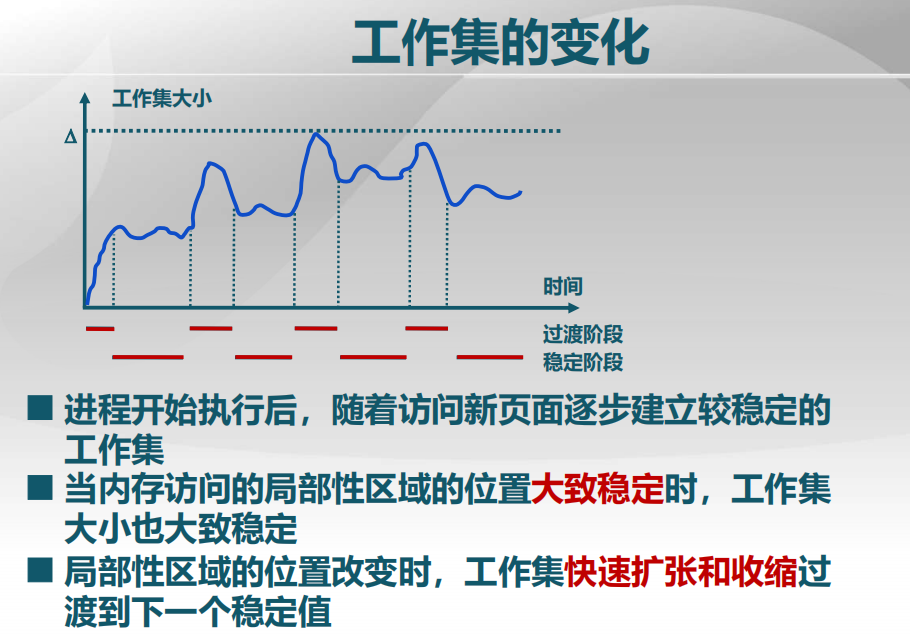 工作集的变化
工作集大小
Δ
时间
过渡阶段
稳定阶段
进程开始执行后，随着访问新页面逐步建立较稳定的
工作集
当内存访问的局部性区域的位置大致稳定时，工作集
大小也大致稳定
局部性区域的位置改变时，工作集快速扩张和收缩过
渡到下一个稳定值